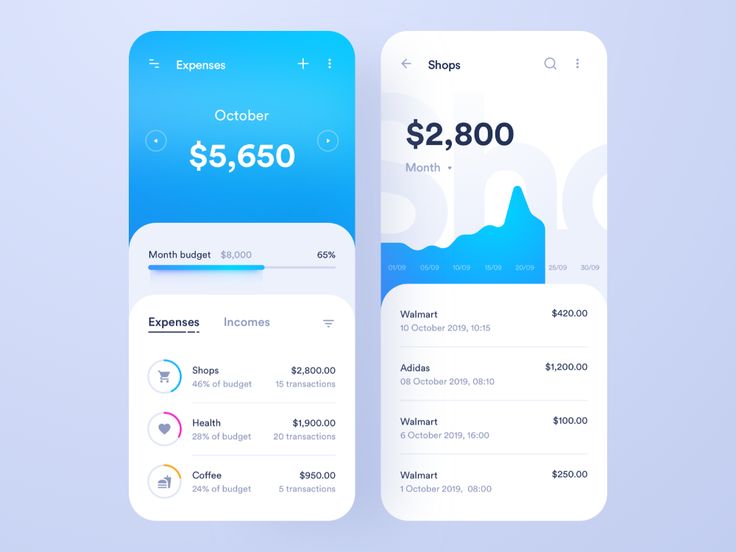 Expenses
October
$5,650
Month budget $8,000 65%
Expenses Incomes
Shops $2,800.00
46% of budget 15 transactions
Health $1,900.00
28% of budget 20 transactions
Coffee $950.00
24% of budget 5 transactions
Shops
Sho
$2,800
Month
01/09 05/09 10/09 15/09 20/09 25/09 30/09
Walmart $420.00
10 October 2019, 10:15
Adidas $1,200.00
08 October 2019, 08:10
Walmart $100.00
6 October 2019, 16:00
Walmart $250.00
1 October 2019, 08:00